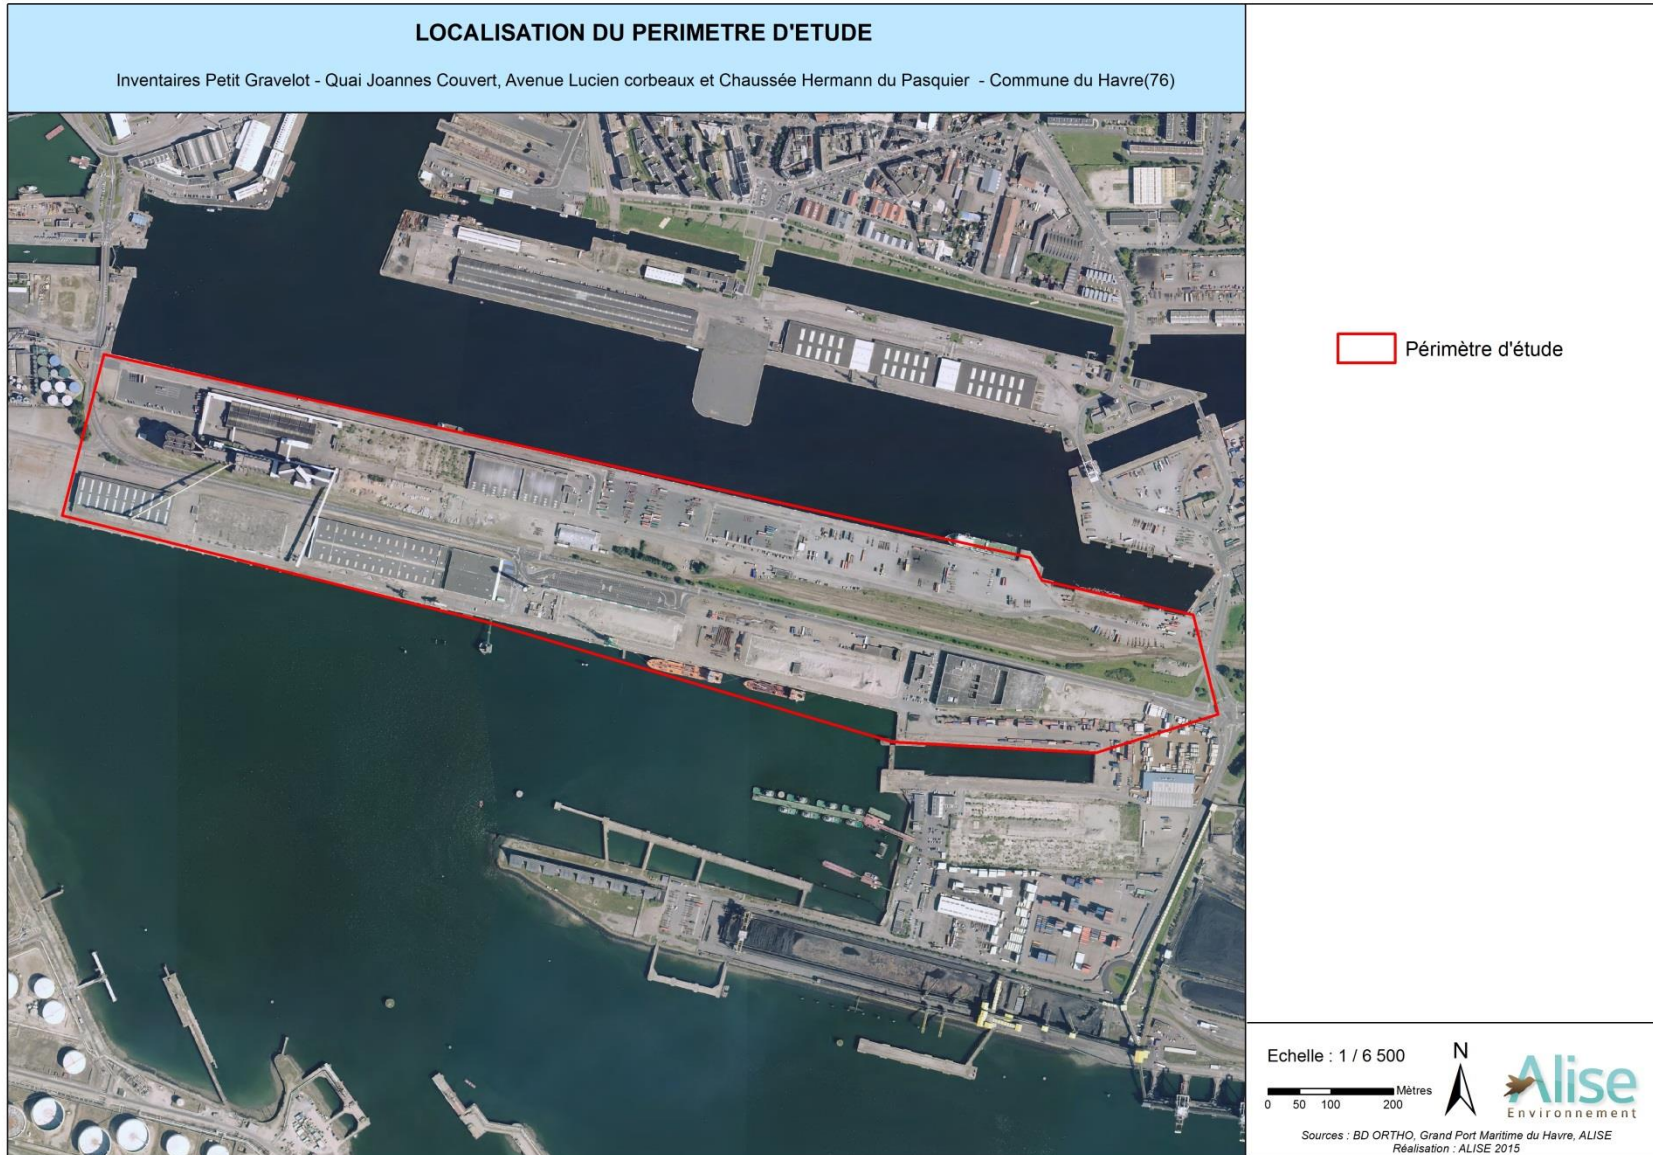 LOCALISATION DU PERIMETRE D'ETUDE
Inventaires Petit Gravelot - Quai Joannes Couvert, Avenue Lucien corbeaux et Chaussée Hermann du Pasquier - Commune du Havre(76)
Périmètre d'étude
Echelle : 1 / 6 500
N
Mètres
0 50 100 200
Alise
Environnement
Sources : BD ORTHO, Grand Port Maritime du Havre, ALISE
Réalisation : ALISE 2015